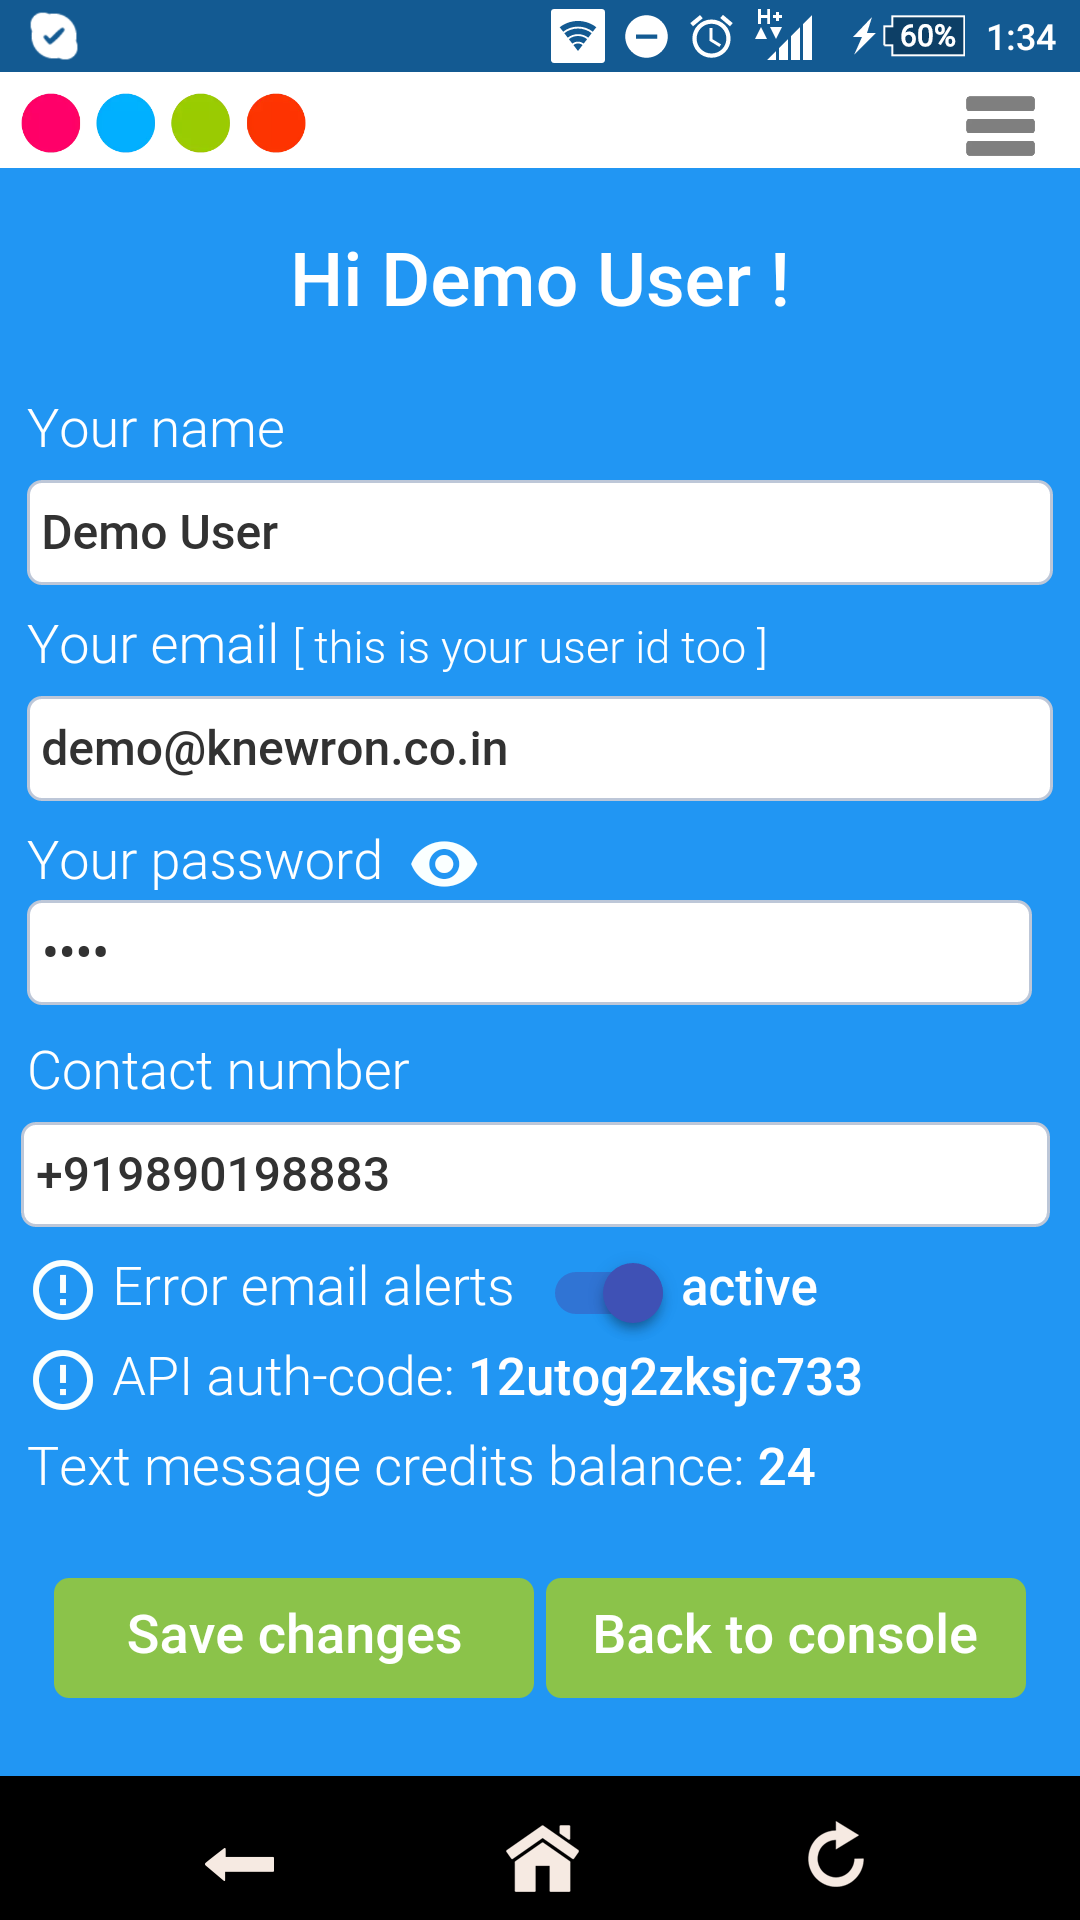 H+ 60% 1:34
Hi Demo User !
Your name
Demo User
Your email [ this is your user id too ]
demo@knewron.co.in
Your password
••••
Contact number
+919890198883
Error email alerts active
API auth-code: 12utog2zksjc733
Text message credits balance: 24
Save changes Back to console